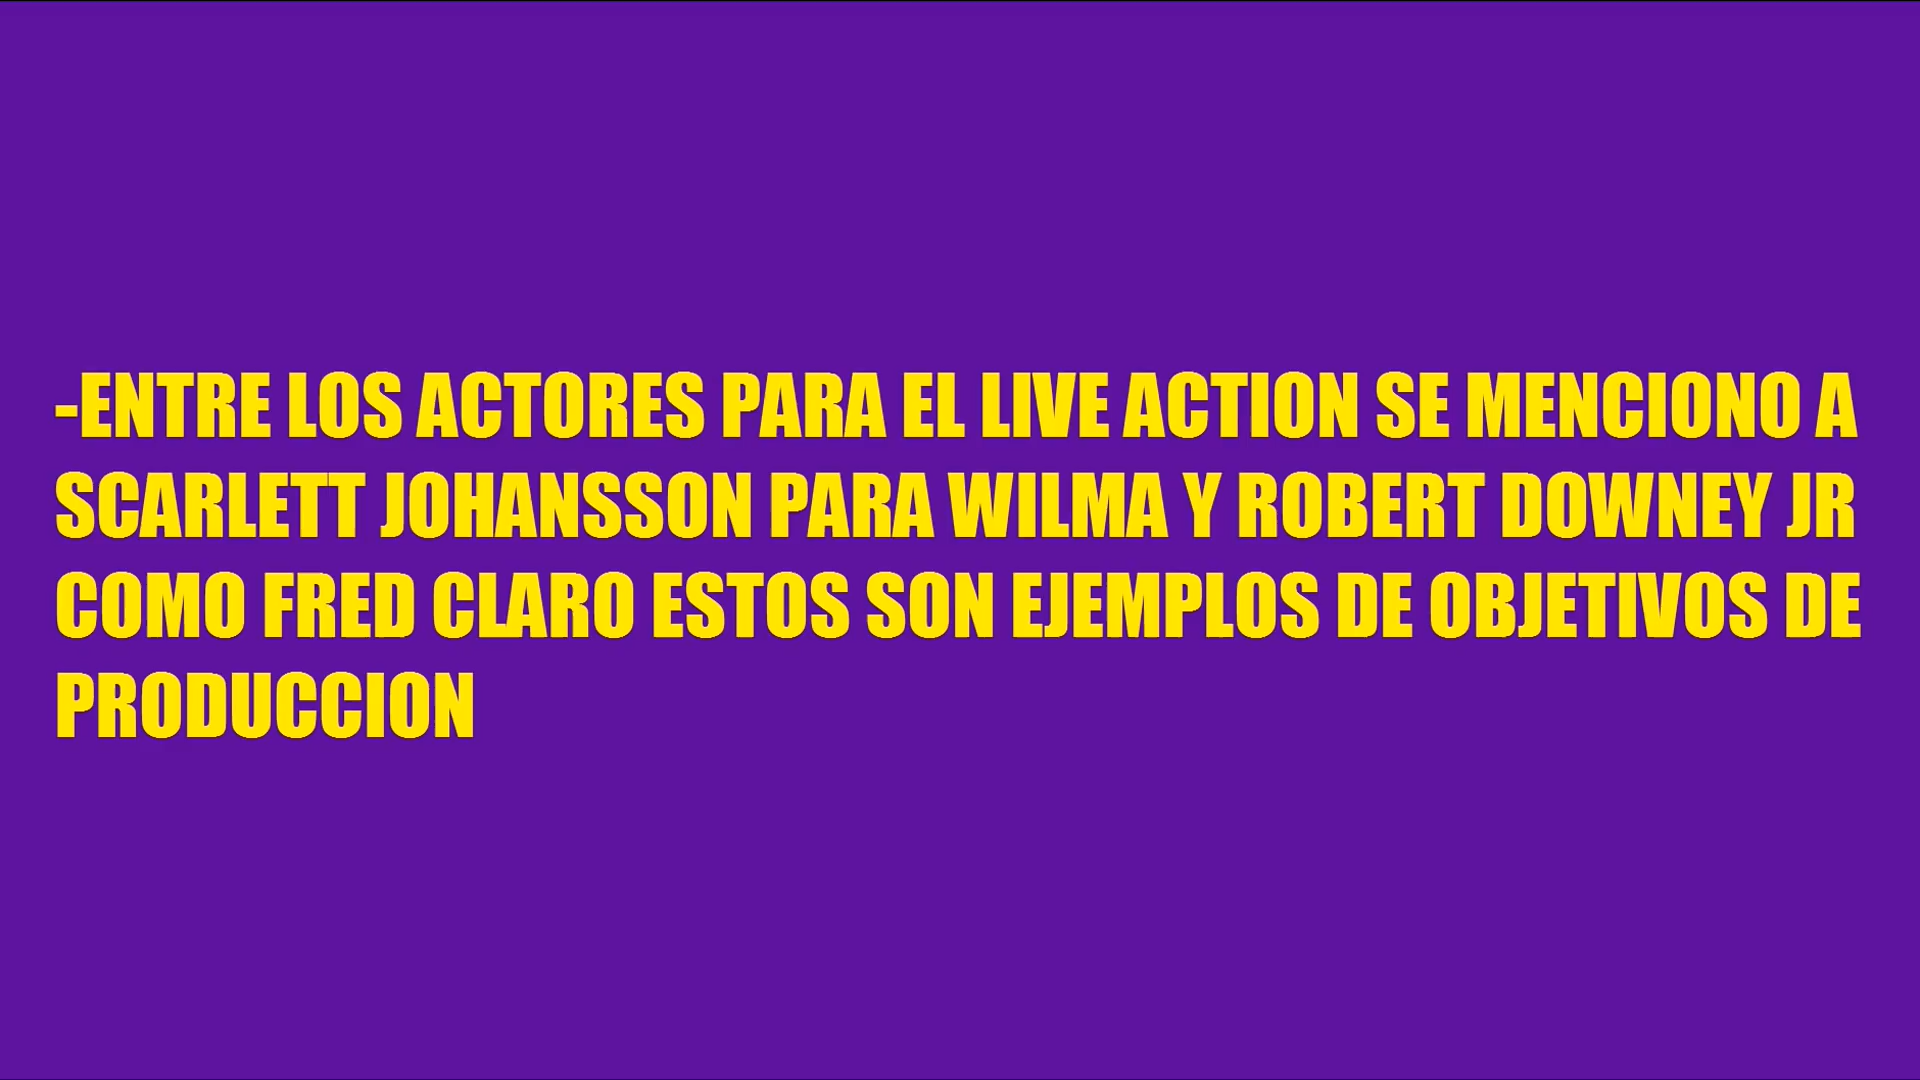 -ENTRE LOS ACTORES PARA EL LIVE ACTION SE MENCIONO A
SCARLETT JOHANSSON PARA WILMA Y ROBERT DOWNEY JR
COMO FRED CLARO ESTOS SON EJEMPLOS DE OBJETIVOS DE
PRODUCCION